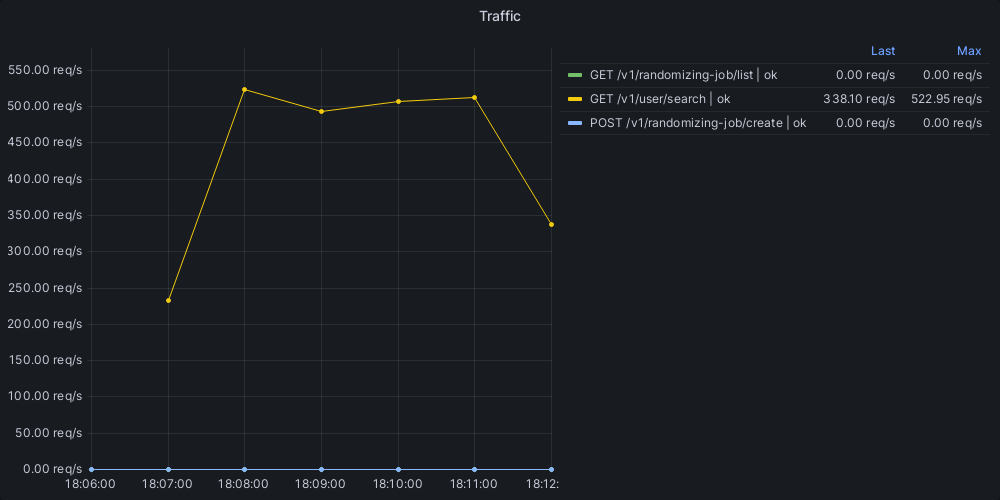 Traffic
Last Max
550.00 req/s
500.00 req/s
450.00 req/s
400.00 req/s
350.00 req/s
300.00 req/s
250.00 req/s
200.00 req/s
150.00 req/s
100.00 req/s
50.00 req/s
0.00 req/s
18:06:00 18:07:00 18:08:00 18:09:00 18:10:00 18:11:00 18:12:
GET /v1/randomizing-job/list | ok 0.00 req/s 0.00 req/s
GET /v1/user/search | ok 338.10 req/s 522.95 req/s
POST /v1/randomizing-job/create | ok 0.00 req/s 0.00 req/s